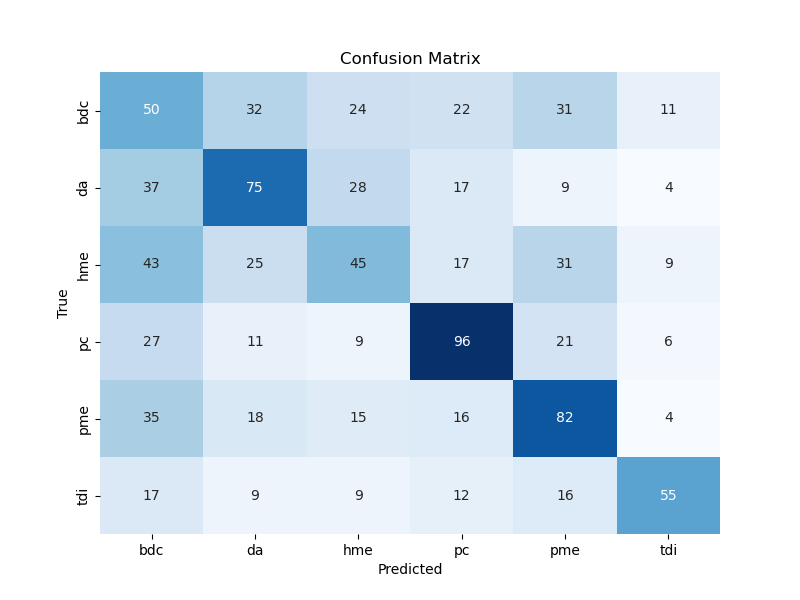 Confusion Matrix
True
bdc 50 32 24 22 31 11
da 37 75 28 17 9 4
hme 43 25 45 17 31 9
pc 27 11 9 96 21 6
pme 35 18 15 16 82 4
tdi 17 9 9 12 16 55
bdc da hme pc pme tdi
Predicted